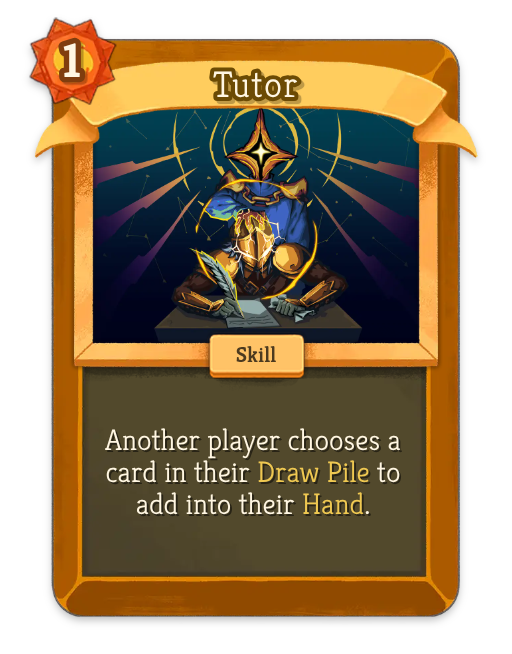 1
Tutor
Skill
Another player chooses a
card in their Draw Pile to
add into their Hand.